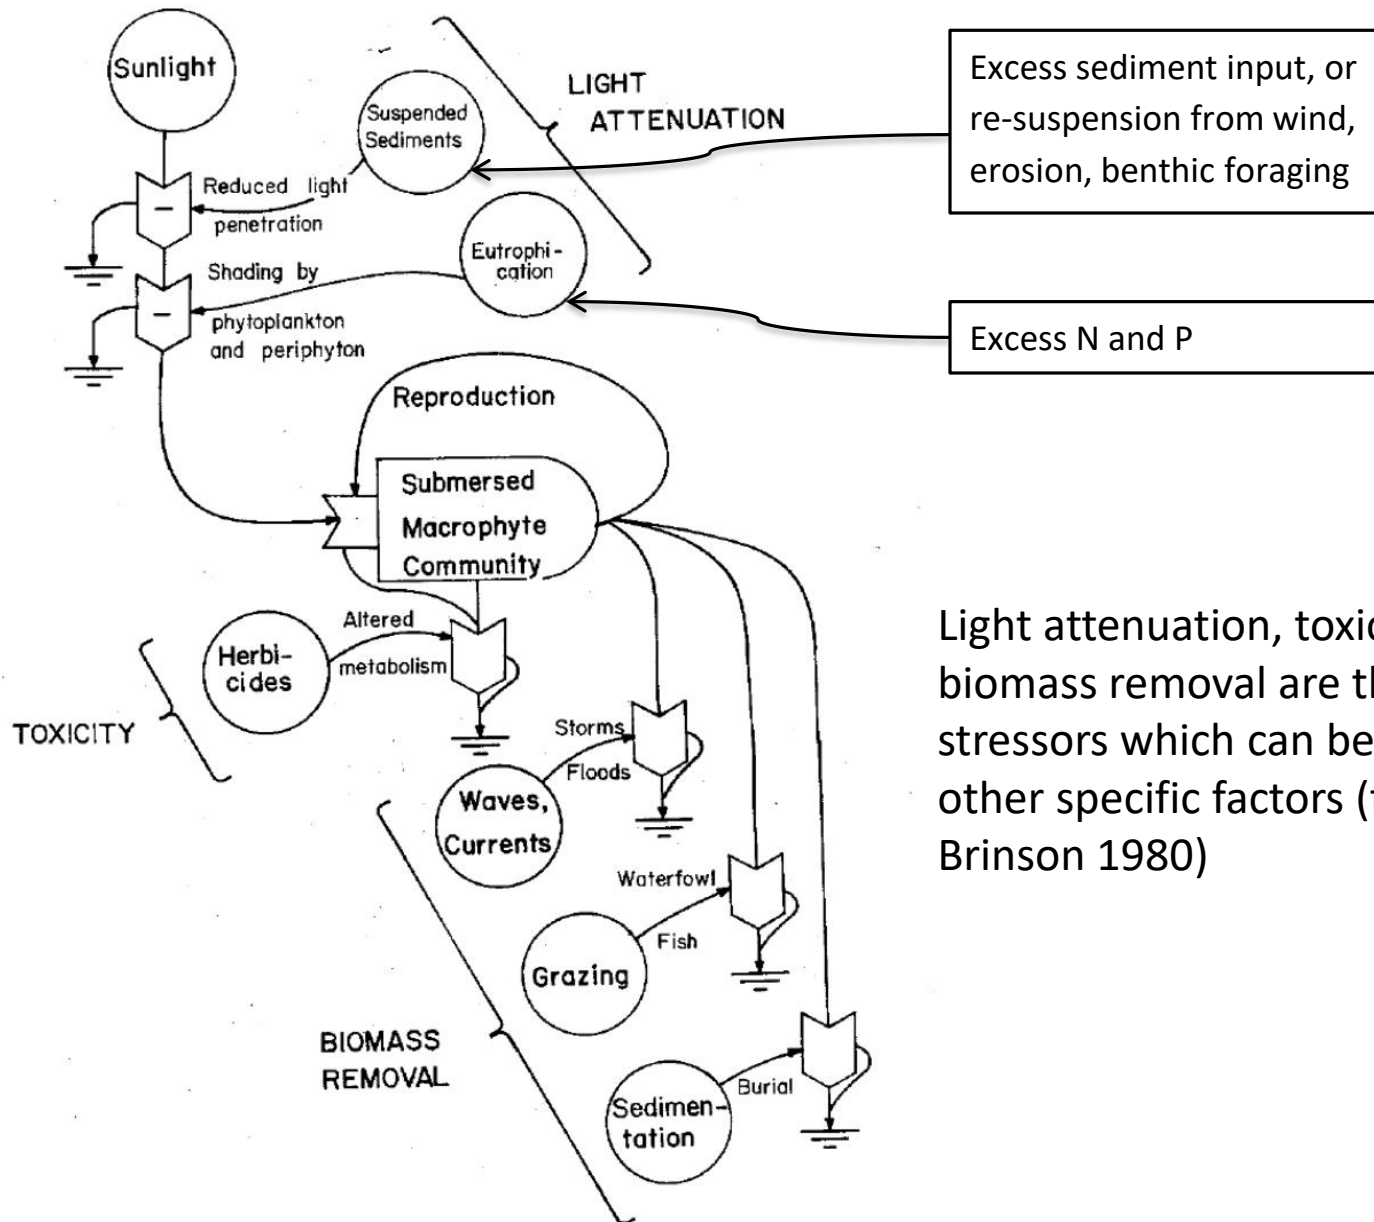 Sunlight
Suspended
Sediments
LIGHT
ATTENUATION
Excess sediment input, or
re-suspension from wind,
erosion, benthic foraging
Reduced light
penetration
Eutrophi-
cation
Shading by
phytoplankton
and periphyton
Excess N and P
Reproduction
Submersed
Macrophyte
Community
Herbi-
cides
Altered
metabolism
TOXICITY
Storms
Floods
Waves,
Currents
Waterfowl
Fish
Grazing
BIOMASS
REMOVAL
Burial
Sedimen-
tation
Light attenuation,
biomass removal are
stressors which can be
other specific factors
Brinson 1980)